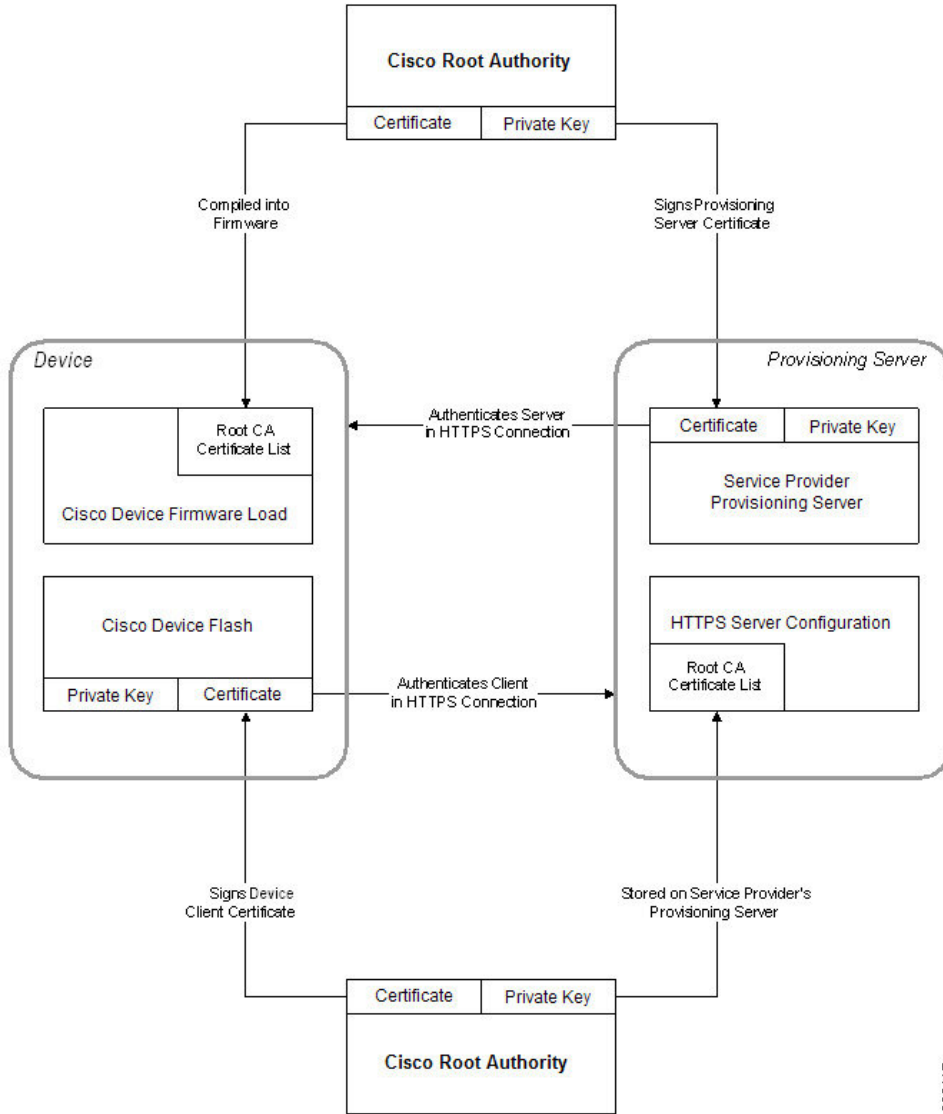 Cisco Root Authority
Certificate
Private Key
Compiled into
Firmware
Signs Provisioning
Server Certificate
Device
Provisioning Server
Root CA
Certificate List
Cisco Device Firmware Load
Authenticates Server
in HTTPS Connection
Certificate
Private Key
Service Provider
Provisioning Server
Cisco Device Flash
Private Key
Certificate
Authenticates Client
in HTTPS Connection
HTTPS Server Configuration
Root CA
Certificate List
Signs Device
Client Certificate
Stored on Service Provider's
Provisioning Server
Certificate
Private Key
Cisco Root Authority